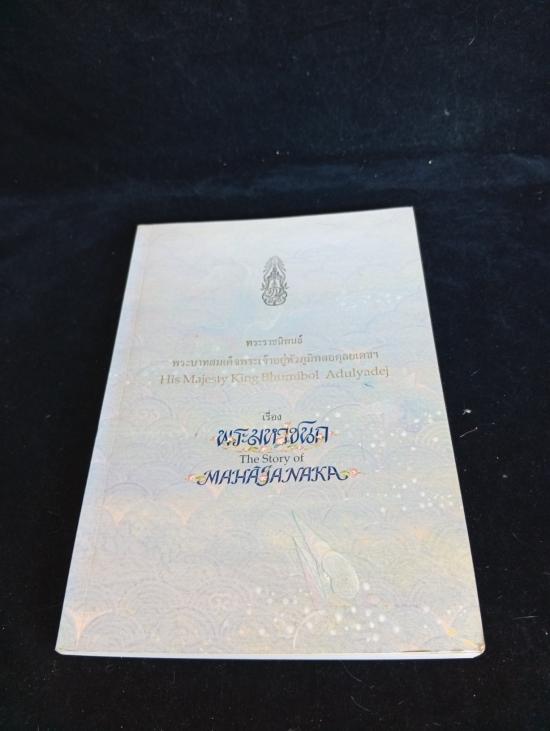 พระราชนิพนธ์
พระบาทสมเด็จพระเจ้าอยู่หัวภูมิพลอดุลยเดชฯ
His Majesty King Bhumibol Adulyadej
เรื่อง
พระมหาชนก
The Story of
MAHĀJANAKA